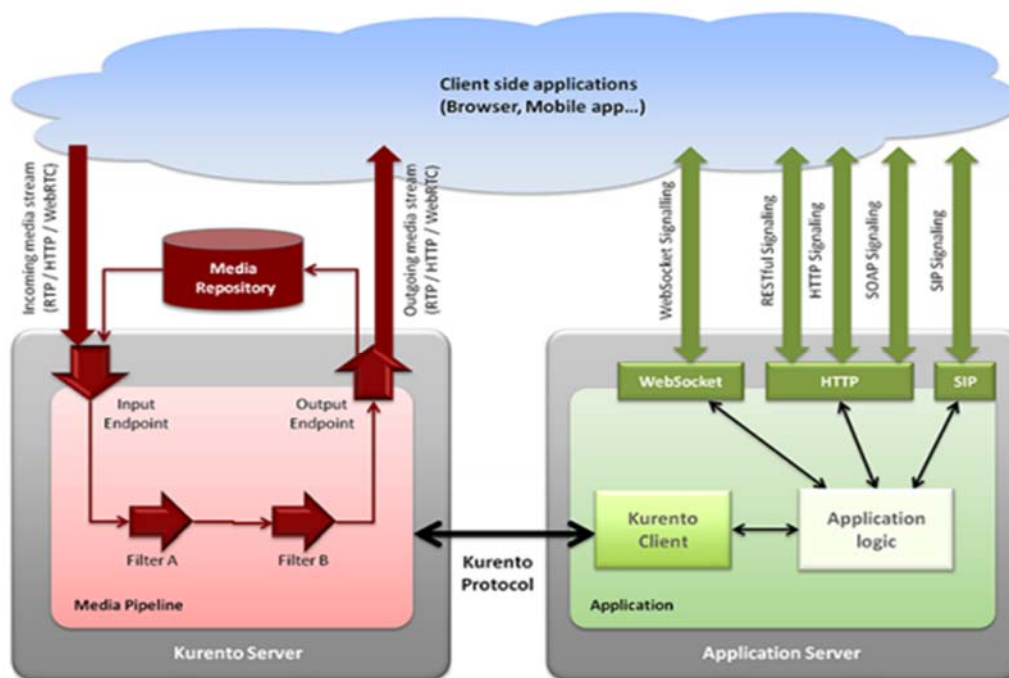 Client side applications
(Browser, Mobile app...)
Incoming media stream
(RTP / HTTP / WebRTC)
Media
Repository
Outgoing media stream
(RTP / HTTP / WebRTC)
WebSocket Signalling
RESTful Signaling
HTTP Signaling
SOAP Signaling
SIP Signaling
Input
Endpoint
Output
Endpoint
Filter A
Filter B
Media Pipeline
Kurento Server
Kurento
Protocol
WebSocket
HTTP
SIP
Kurento
Client
Application
logic
Application
Application Server